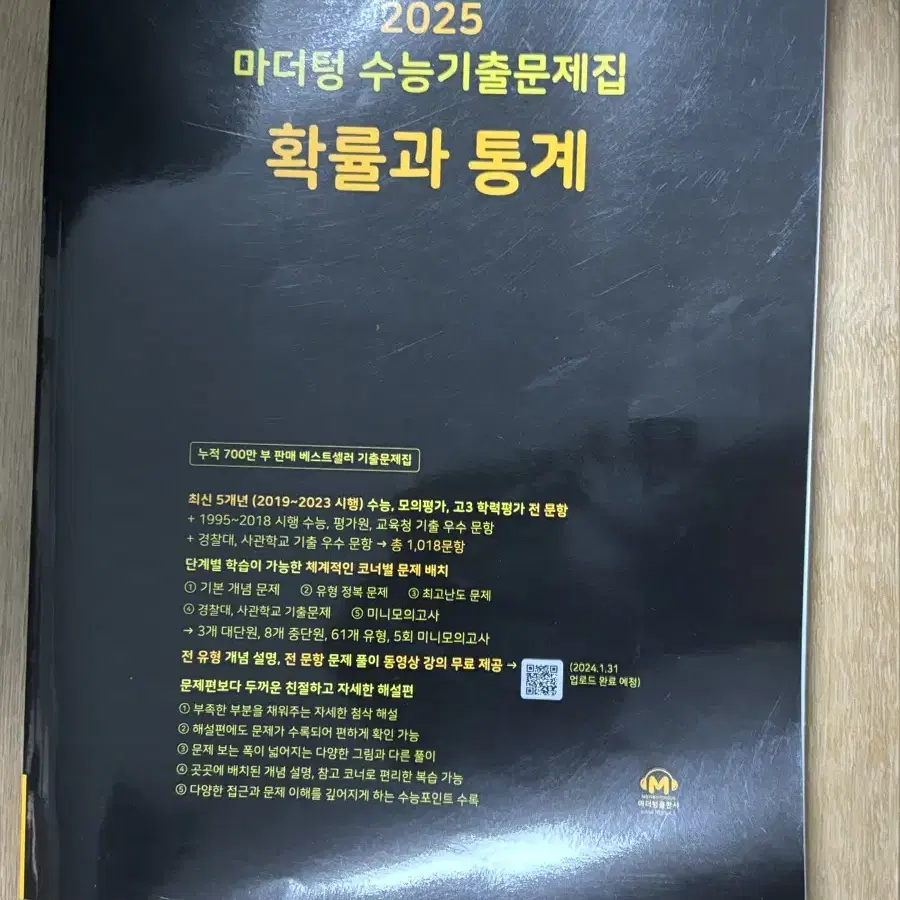 2025
마더텅 수능기출문제집
확률과 통계
누적 700만 부 판매 베스트셀러 기출문제집
최신 5개년 (2019~2023 시행) 수능, 모의평가, 고3 학력평가 전 문항
+ 1995~2018 시행 수능, 평가원, 교육청 기출 우수 문항
+ 경찰대, 사관학교 기출 우수 문항 → 총 1,018문항
단계별 학습이 가능한 체계적인 코너별 문제 배치
① 기본 개념 문제 ② 유형 정복 문제 ③ 최고난도 문제
④ 경찰대, 사관학교 기출문제 ⑤ 미니모의고사
→ 3개 대단원, 8개 중단원, 61개 유형, 5회 미니모의고사
전 유형 개념 설명, 전 문항 문제 풀이 동영상 강의 무료 제공 →
(2024.1.31
업로드 완료 예정)
문제편보다 두꺼운 친절하고 자세한 해설편
① 부족한 부분을 채워주는 자세한 첨삭 해설
② 해설편에도 문제가 수록되어 편하게 확인 가능
③ 문제 보는 폭이 넓어지는 다양한 그림과 다른 풀이
④ 곳곳에 배치된 개념 설명, 참고 코너로 편리한 복습 가능
⑤ 다양한 접근과 문제 이해를 깊어지게 하는 수능포인트 수록
M
마더텅출판사